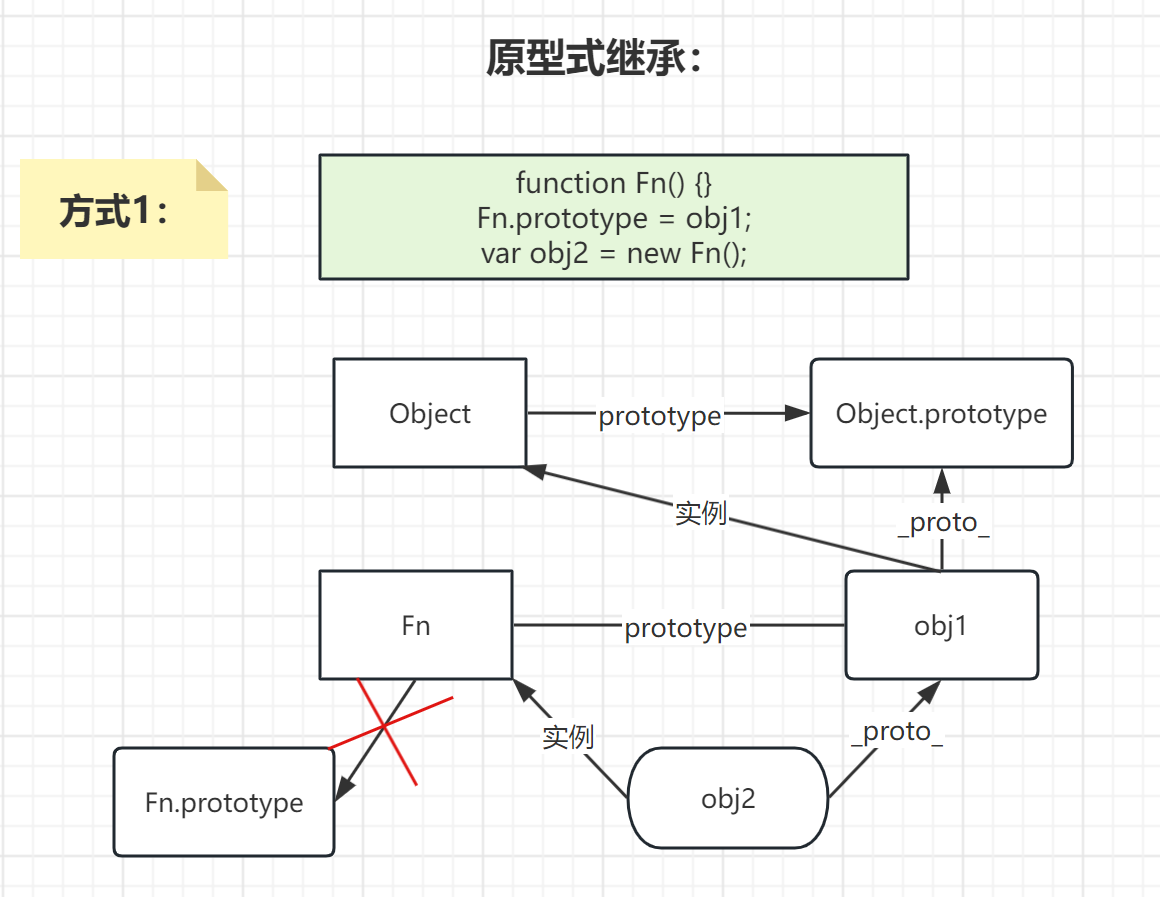 原型式继承：
方式1：
function Fn() {}
Fn.prototype = obj1;
var obj2 = new Fn();
Object
prototype
Object.prototype
实例
_proto_
Fn
prototype
obj1
实例
_proto_
Fn.prototype
obj2